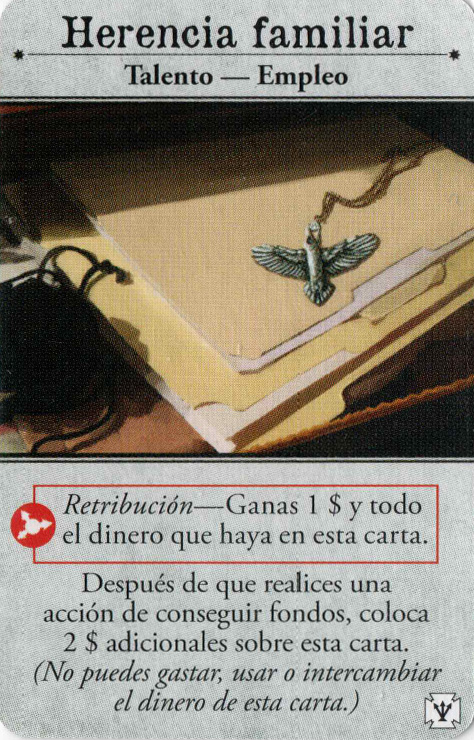 Herencia familiar
Talento — Empleo
Retribución—Ganas 1 $ y todo
el dinero que haya en esta carta.
Después de que realices una
acción de conseguir fondos, coloca
2 $ adicionales sobre esta carta.
(No puedes gastar, usar o intercambiar
el dinero de esta carta.)